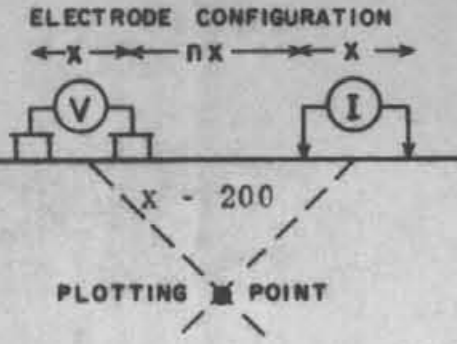 ELECTRODE CONFIGURATION
x nx x
V I
x - 200
PLOTTING POINT